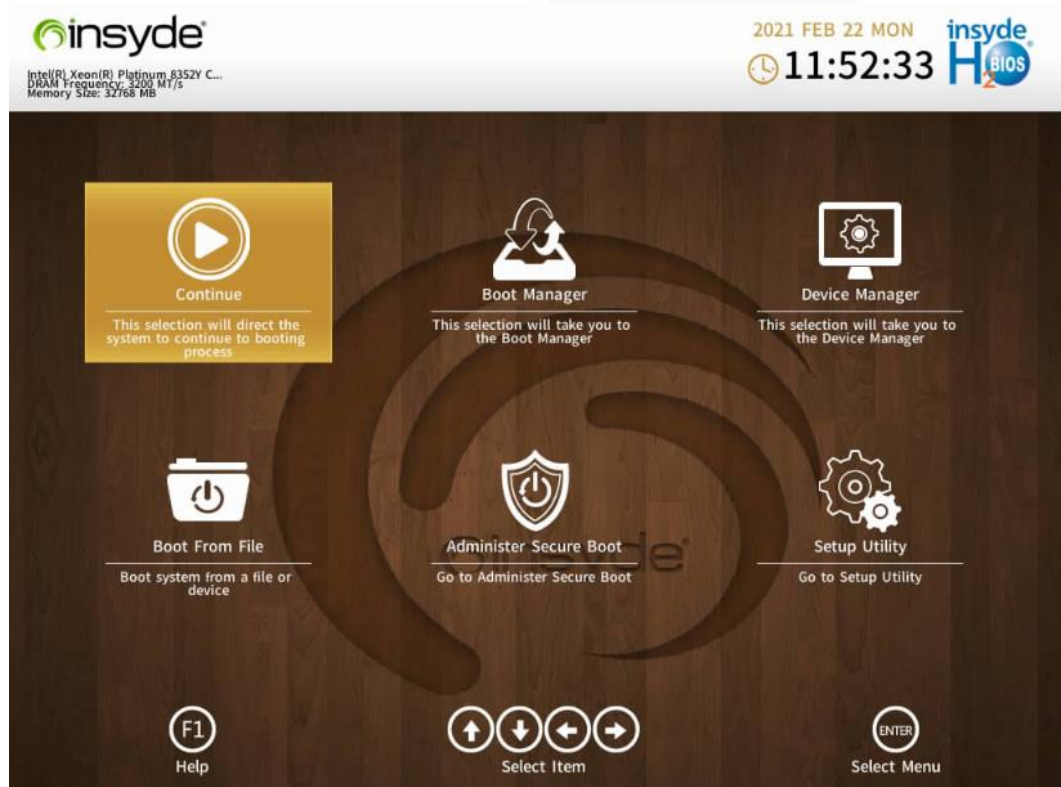 insyde
Intel(R) Xeon(R) Platinum 8352Y C...
DRAM Frequency: 3200 MT/s
Memory Size: 32768 MB
2021 FEB 22 MON
11:52:33
insyde
H2BIOS
Continue
This selection will direct the
system to continue to booting
process
Boot Manager
This selection will take you to
the Boot Manager
Device Manager
This selection will take you to
the Device Manager
Boot From File
Boot system from a file or
device
insyde
Administer Secure Boot
Go to Administer Secure Boot
Setup Utility
Go to Setup Utility
F1
Help
Select Item
ENTER
Select Menu